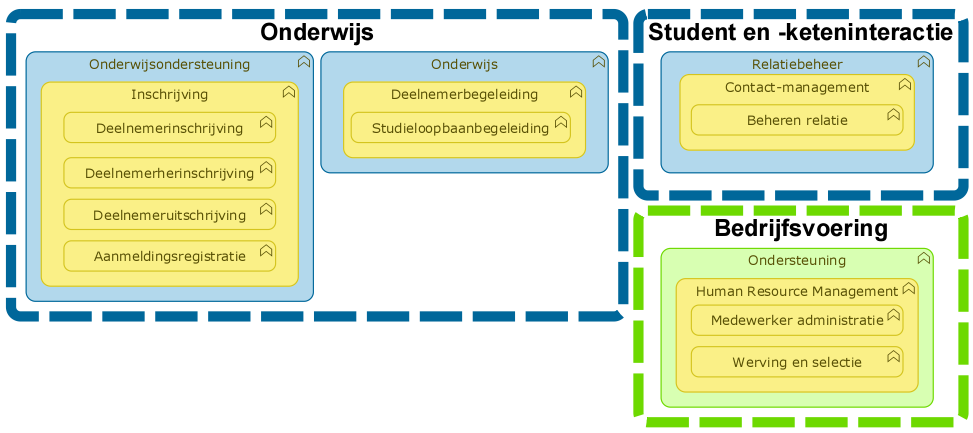 Onderwijs
Onderwijsondersteuning
Inschrijving
Deelnemerinschrijving
Deelnemerherinschrijving
Deelnemeruitschrijving
Aanmeldingsregistratie
Onderwijs
Deelnemerbegeleiding
Studieloopbaanbegeleiding
Student en -keteninteractie
Relatiebeheer
Contact-management
Beheren relatie
Bedrijfsvoering
Ondersteuning
Human Resource Management
Medewerker administratie
Werving en selectie